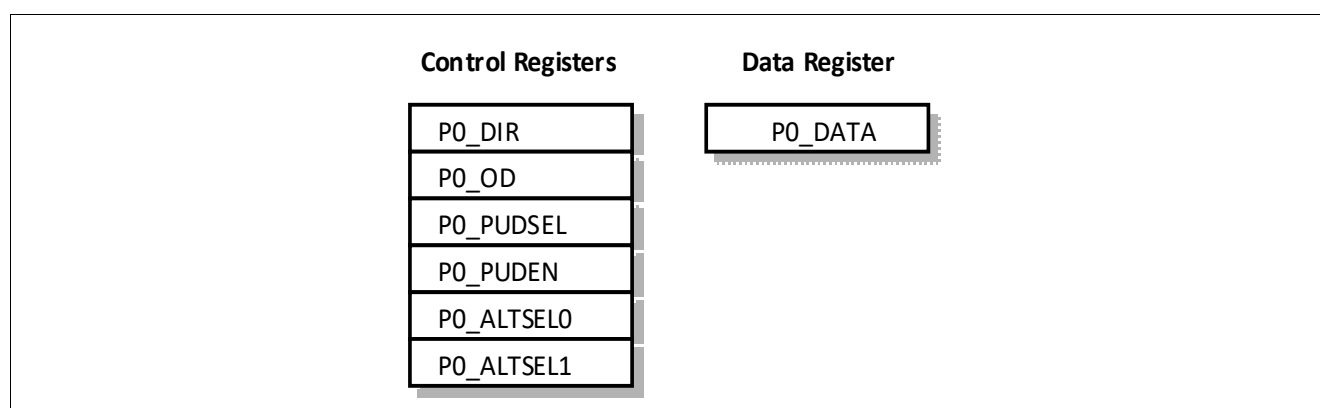 Control Registers
Data Register
P0_DIR
P0_DATA
P0_OD
P0_PUDSEL
P0_PUDEN
P0_ALTSEL0
P0_ALTSEL1